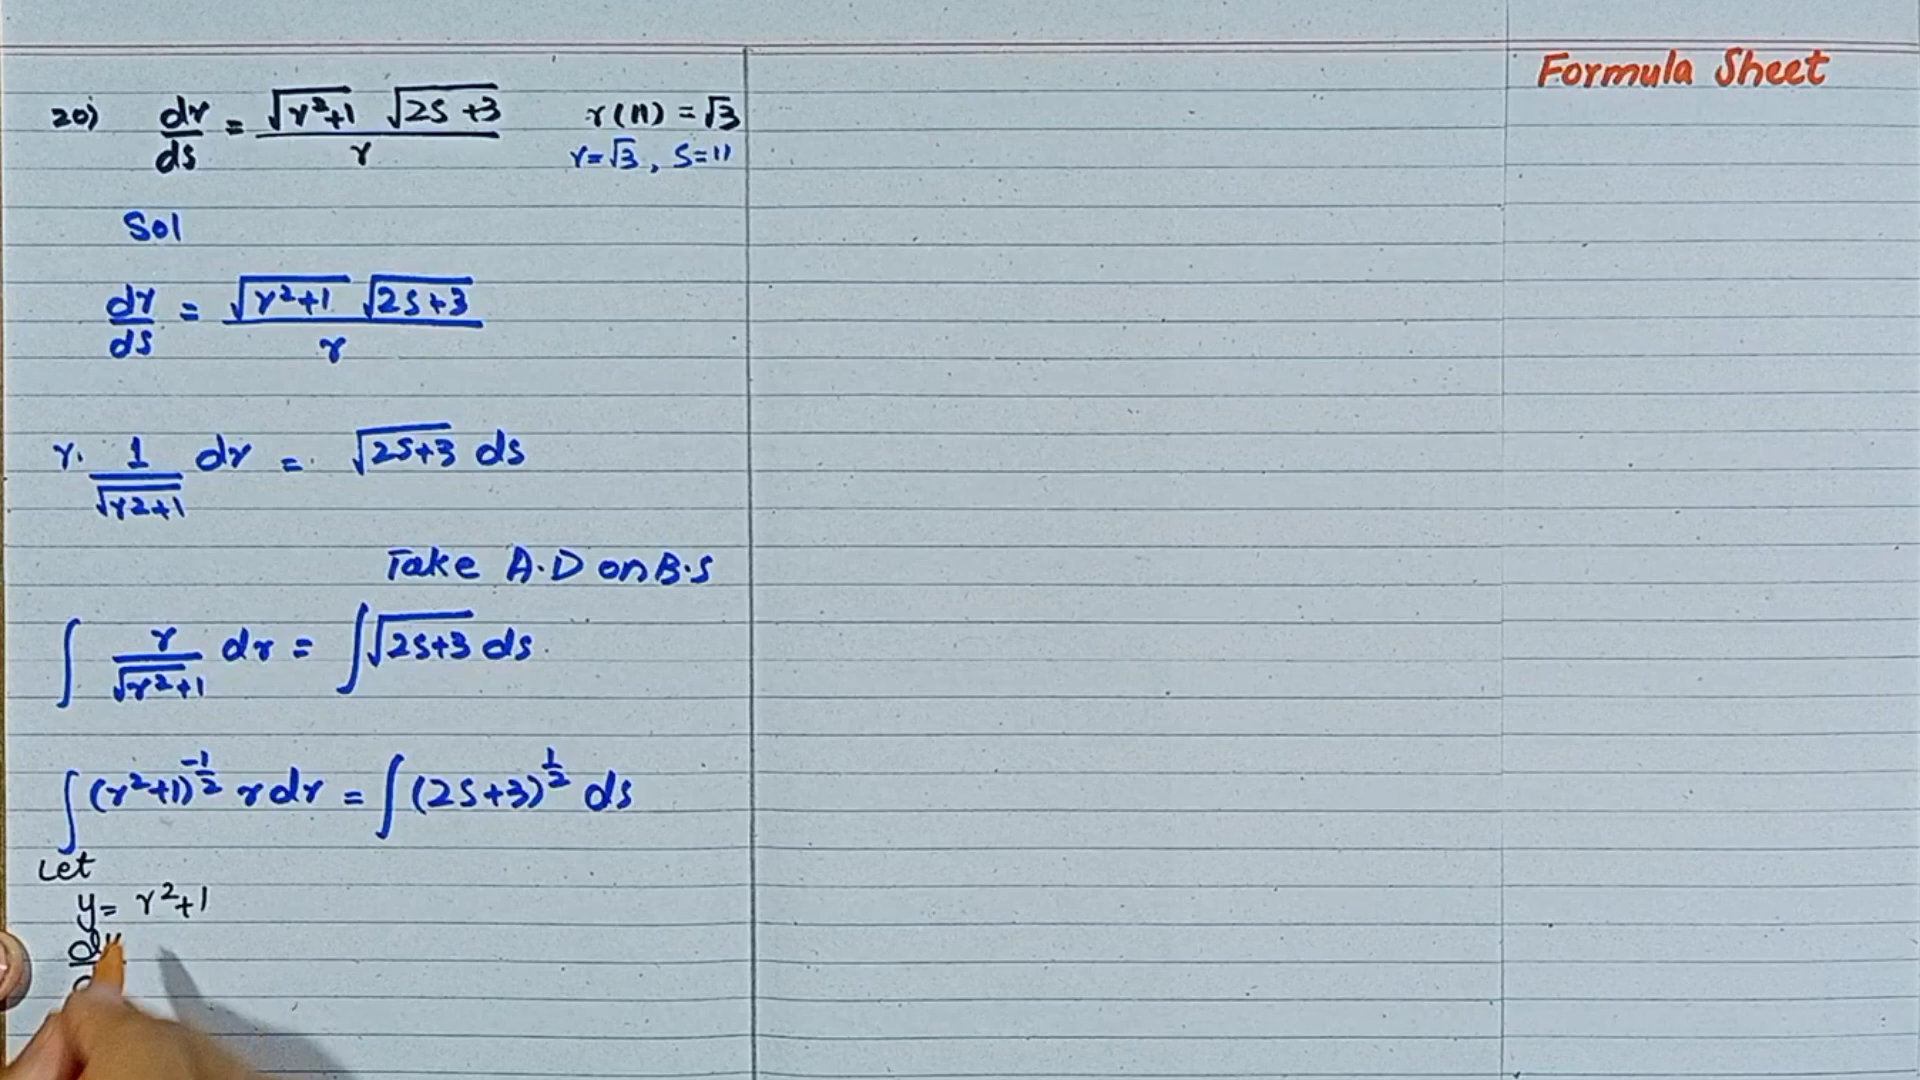 Formula Sheet
20) dr/ds = √(r²+1) √(2s+3) / r    r(11) = √3
r=√3, s=11
Sol
dr/ds = √(r²+1) √(2s+3) / r
r. 1/√(r2+1) dr = √(2s+3) ds
Take A.D on B.S
∫ r/√(r²+1) dr = ∫√(2s+3) ds.
∫(r²+1)^(-1/2) r dr = ∫(2s+3)^(1/2) ds
Let
y= r²+1